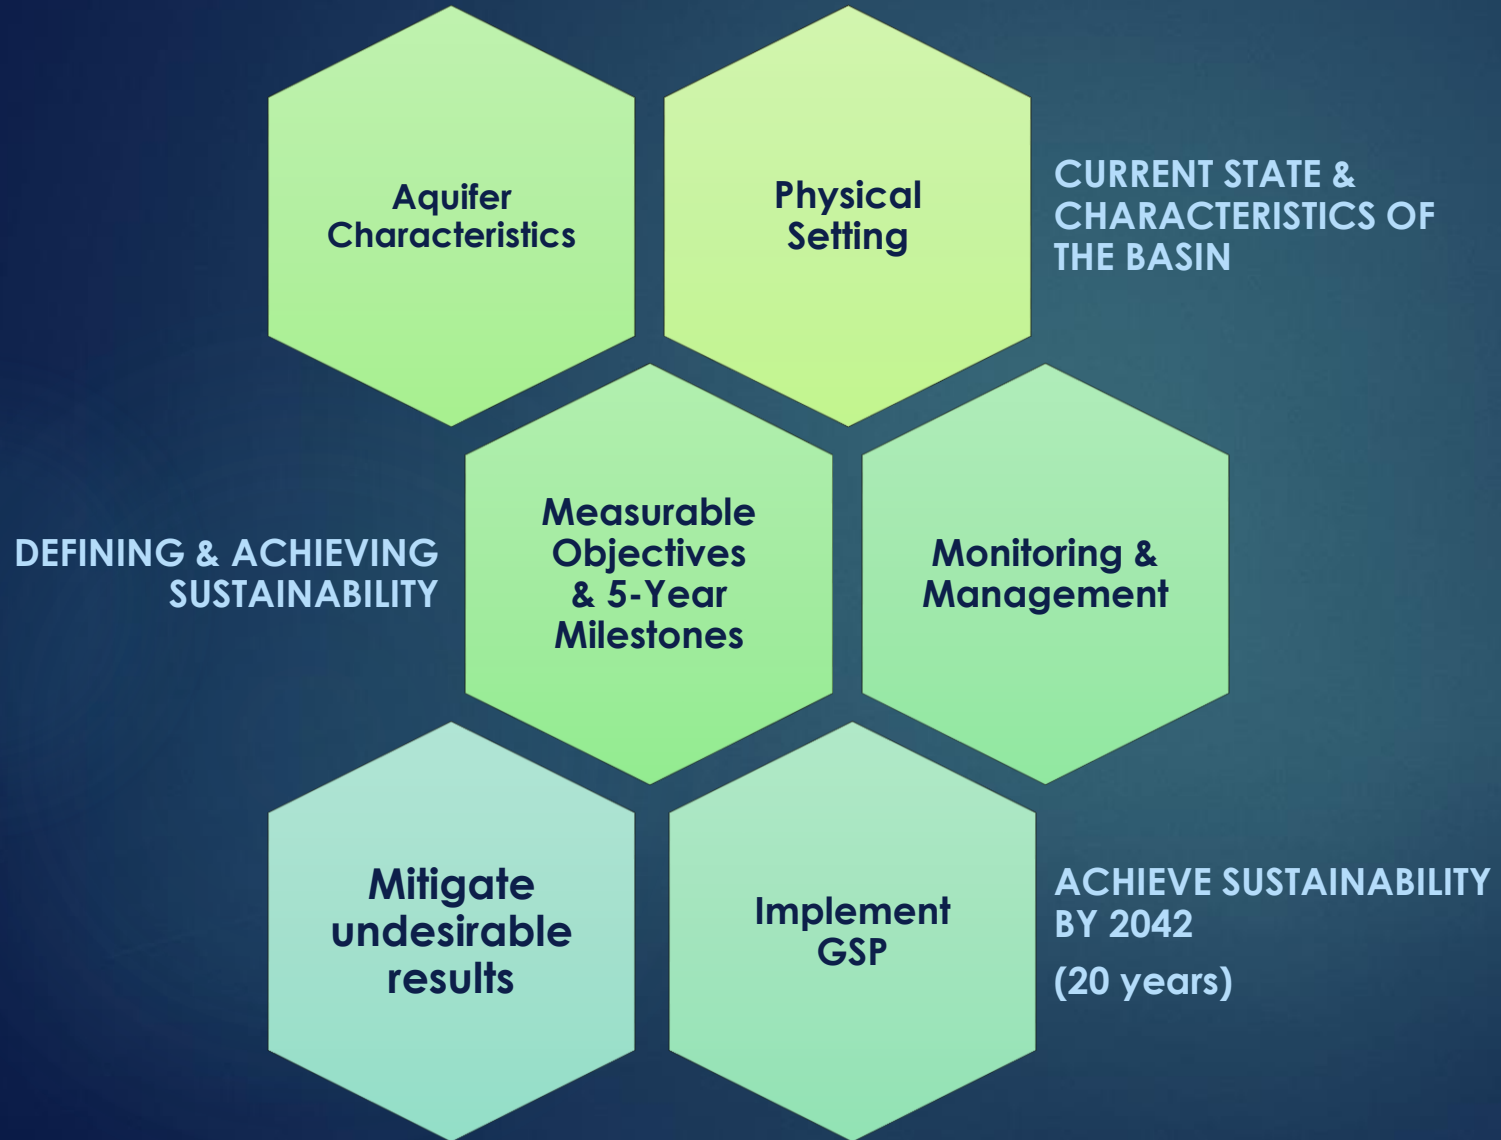 Aquifer
Characteristics
Physical
Setting
CURRENT STATE &
CHARACTERISTICS OF
THE BASIN
DEFINING & ACHIEVING
SUSTAINABILITY
Measurable
Objectives
& 5-Year
Milestones
Monitoring &
Management
Mitigate
undesirable
results
Implement
GSP
ACHIEVE SUSTAINABILITY
BY 2042
(20 years)